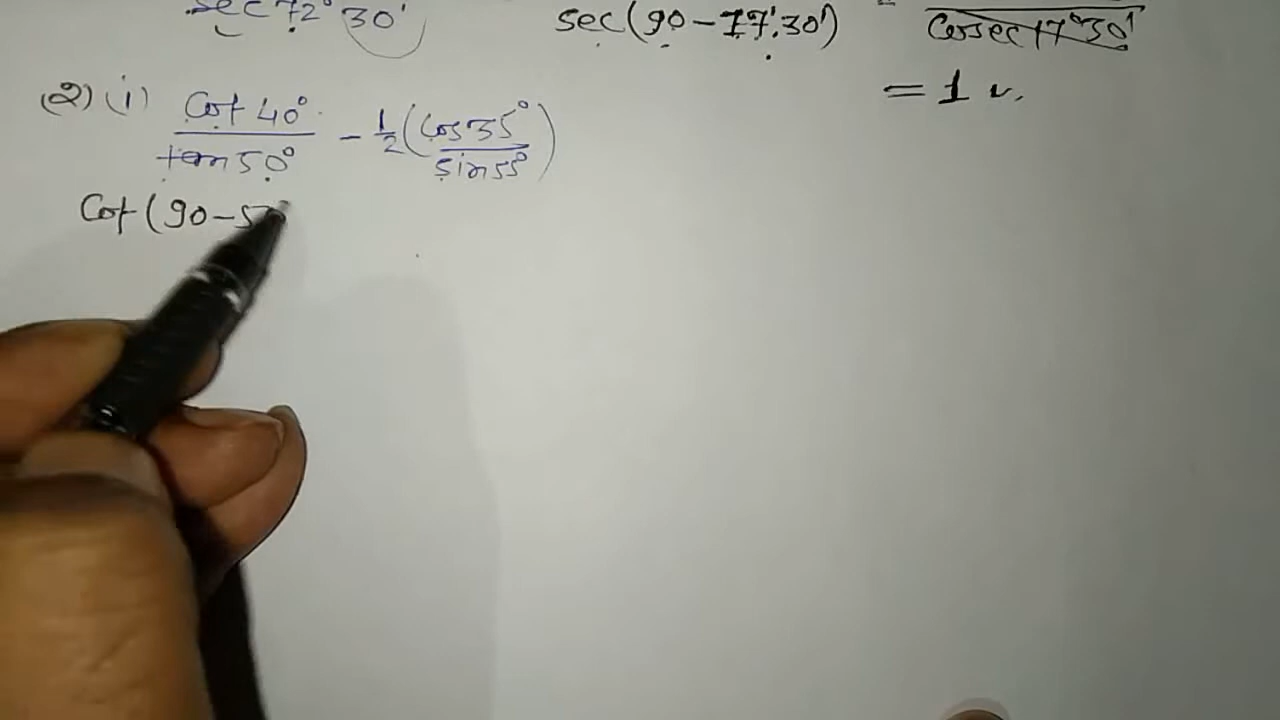 sec 72° 30'
sec(90-17°.30') =
Cosec 17°30'
= 1
(2) (i) Cot 40° / tan 50° - 1/2 (Cos 35° / sin 55°)
Cot (90-50